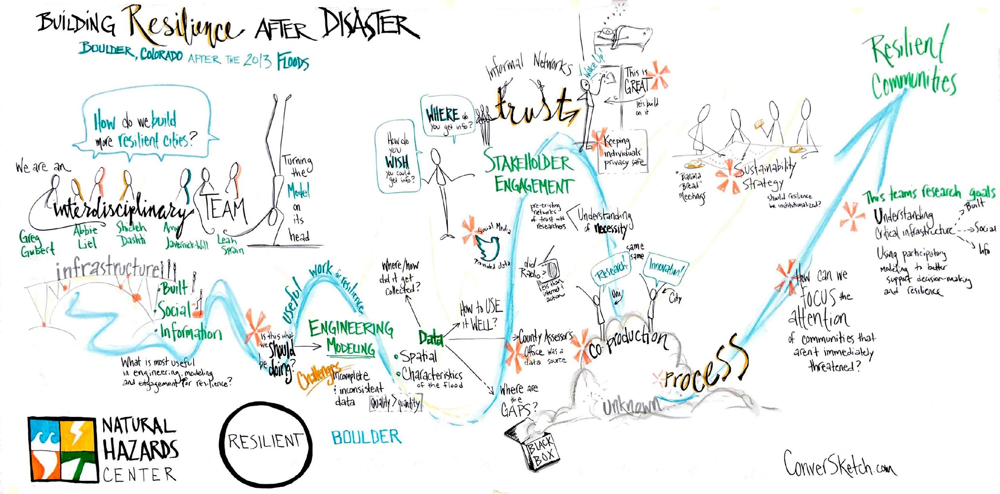 BUILDING Resilience AFTER DISASTER
BOULDER, COLORADO AFTER THE 2013 FLOODS
How do we build
more resilient cities?
We are an
interdisciplinary TEAM
Greg
Guibert
Abbie
Liel
Shideh
Dashti
Amy
Javernick-Will
Leah
Sprain
Turning
the
Model
on
its
head
infrastructure
• Built
• Social
• Information
What is most useful
in engineering, modeling
and engagement for resilience?
Is this what
we should
be doing?
useful work for resilience
ENGINEERING
MODELING
Challenges
Incomplete
& inconsistent
data
Quality > quantity
Data
Spatial
Characteristics
of the flood
Where/how
did it get
collected?
How to USE
it WELL?
County Assessor's
Office was a
data source
Where are
the
GAPS?
How do
you
WISH
you could
get info?
WHERE do
you get info?
Informal Networks
trust
STAKEHOLDER
ENGAGEMENT
pre-existing
networks
of trust with
researchers
Understanding
of necessity
Social Media
Provided data
did
Radio?
less than
internet &
action
! Wake Up!
This is
GREAT
lets build
on it
Keeping
individuals'
privacy safe
same
same
Research!
Innovation!
Uni
City
co-production
Process
unknown
BLACK
BOX
"Banana
Bread"
Meetings
Sustainability
Strategy
should resilience
be institutionalized?
How can we
focus the
attention
of communities that
aren't immediately
threatened?
Resilient
Communities
This teams research goals
Understanding
Critical infrastructure
Built
Social
Info
Using participatory
modeling to better
support decision-making
and resilience
NATURAL
HAZARDS
CENTER
RESILIENT
BOULDER
ConverSketch.com